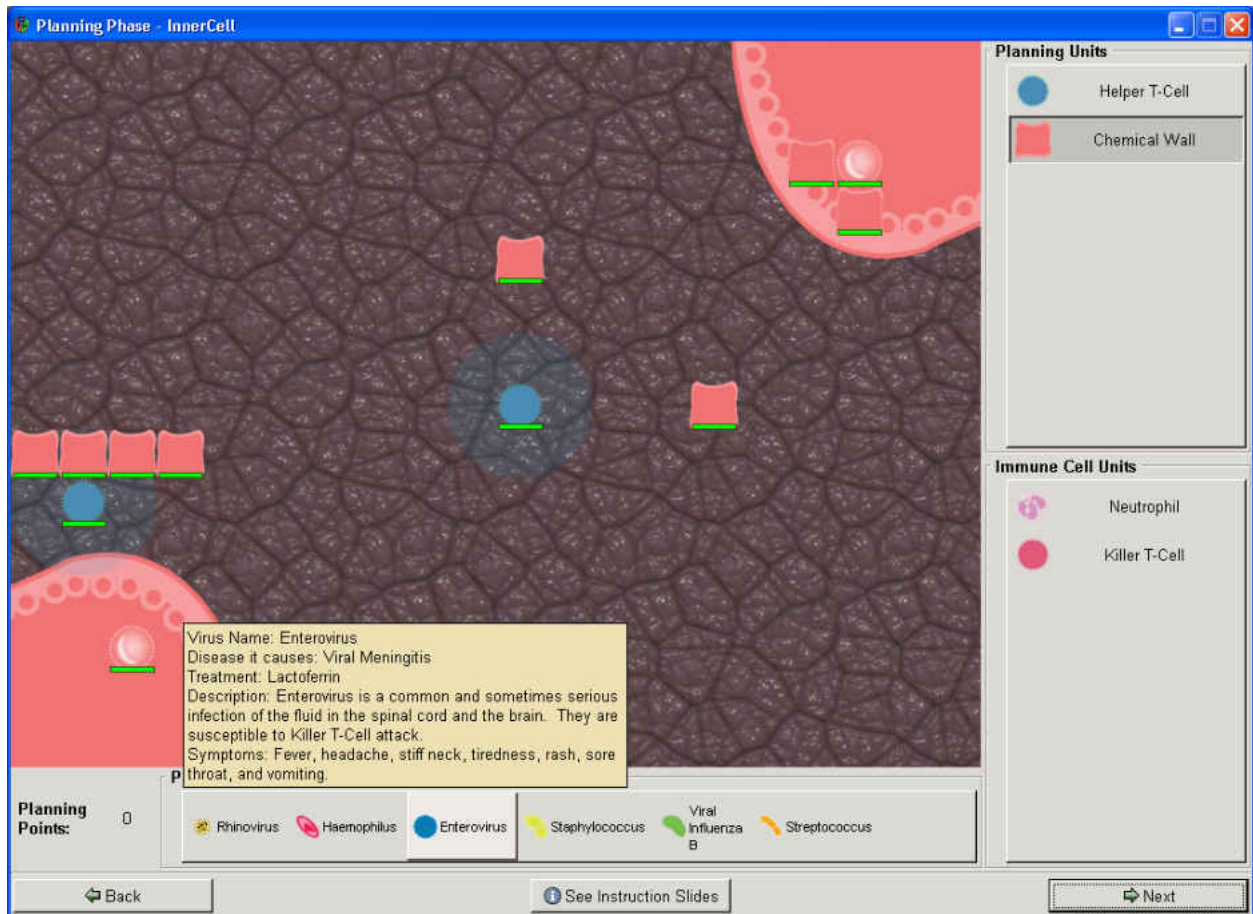 Planning Phase - InnerCell
Planning Units
Helper T-Cell
Chemical Wall
Immune Cell Units
Neutrophil
Killer T-Cell
Virus Name: Enterovirus
Disease it causes: Viral Meningitis
Treatment: Lactoferrin
Description: Enterovirus is a common and sometimes serious
infection of the fluid in the spinal cord and the brain. They are
susceptible to Killer T-Cell attack.
Symptoms: Fever, headache, stiff neck, tiredness, rash, sore
throat, and vomiting.
P
Planning
Points:
0
Rhinovirus
Haemophilus
Enterovirus
Staphylococcus
Viral
Influenza
B
Streptococcus
Back
See Instruction Slides
Next